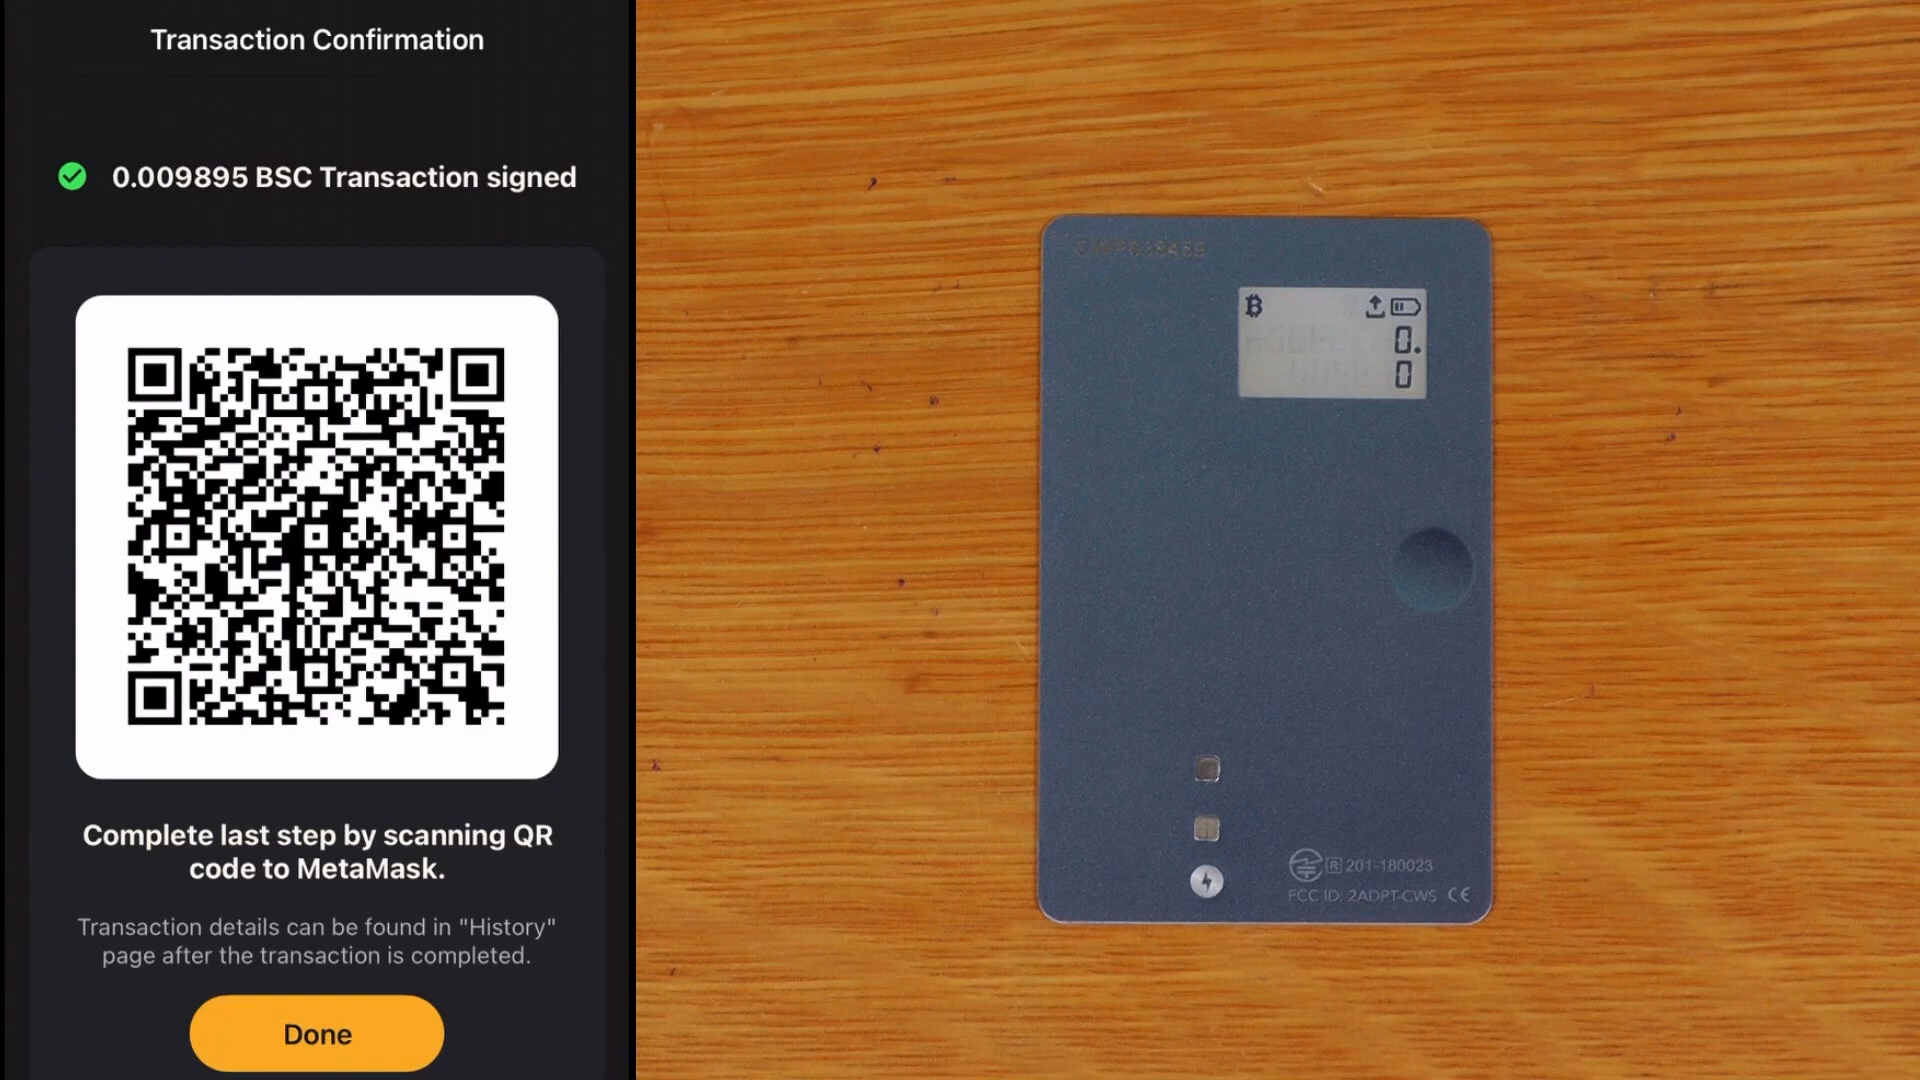 Transaction Confirmation
0.009895 BSC Transaction signed
Complete last step by scanning QR
code to MetaMask.
Transaction details can be found in "History"
page after the transaction is completed.
Done
0.
0
R 201-180023
FCC ID: 2ADPT-CWS CE